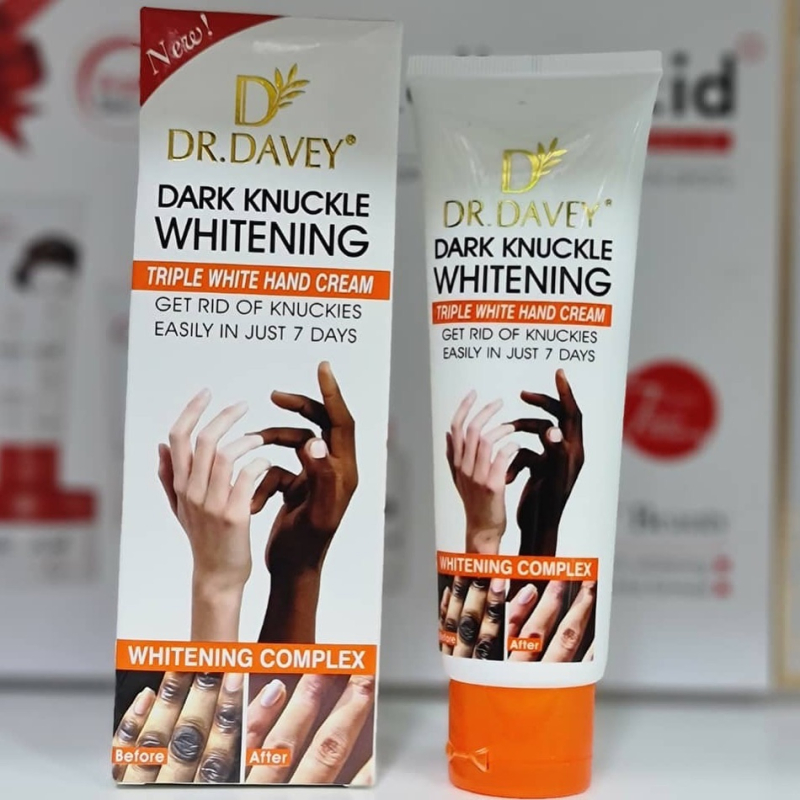 New!
D
DR.DAVEY®
DARK KNUCKLE
WHITENING
TRIPLE WHITE HAND CREAM
GET RID OF KNUCKIES
EASILY IN JUST 7 DAYS
WHITENING COMPLEX
Before
After
D
DR.DAVEY®
DARK KNUCKLE
WHITENING
TRIPLE WHITE HAND CREAM
GET RID OF KNUCKIES
EASILY IN JUST 7 DAYS
WHITENING COMPLEX
Before
After
Beauty